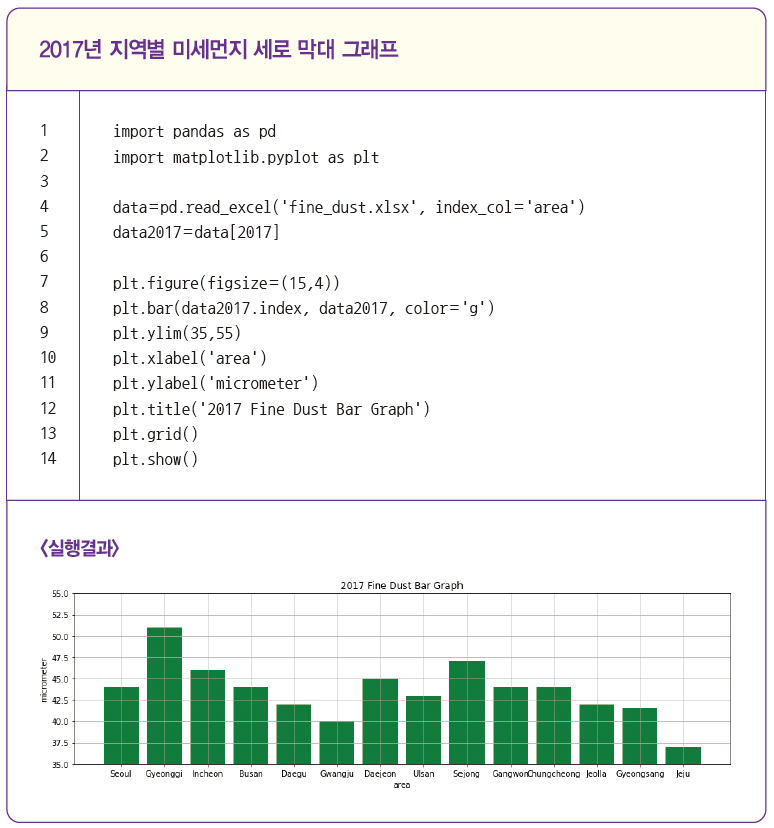 2017년 지역별 미세먼지 세로 막대 그래프
1 import pandas as pd
2 import matplotlib.pyplot as plt
3
4 data=pd.read_excel('fine_dust.xlsx', index_col='area')
5 data2017=data[2017]
6
7 plt.figure(figsize=(15,4))
8 plt.bar(data2017.index, data2017, color='g')
9 plt.ylim(35,55)
10 plt.xlabel('area')
11 plt.ylabel('micrometer')
12 plt.title('2017 Fine Dust Bar Graph')
13 plt.grid()
14 plt.show()
〈실행결과〉
2017 Fine Dust Bar Graph
55.0
52.5
50.0
47.5
45.0
42.5
40.0
37.5
35.0
micrometer
Seoul Gyeonggi Incheon Busan Daegu Gwangju Daejeon Ulsan Sejong Gangwon Chungcheong Jeolla Gyeongsang Jeju
area